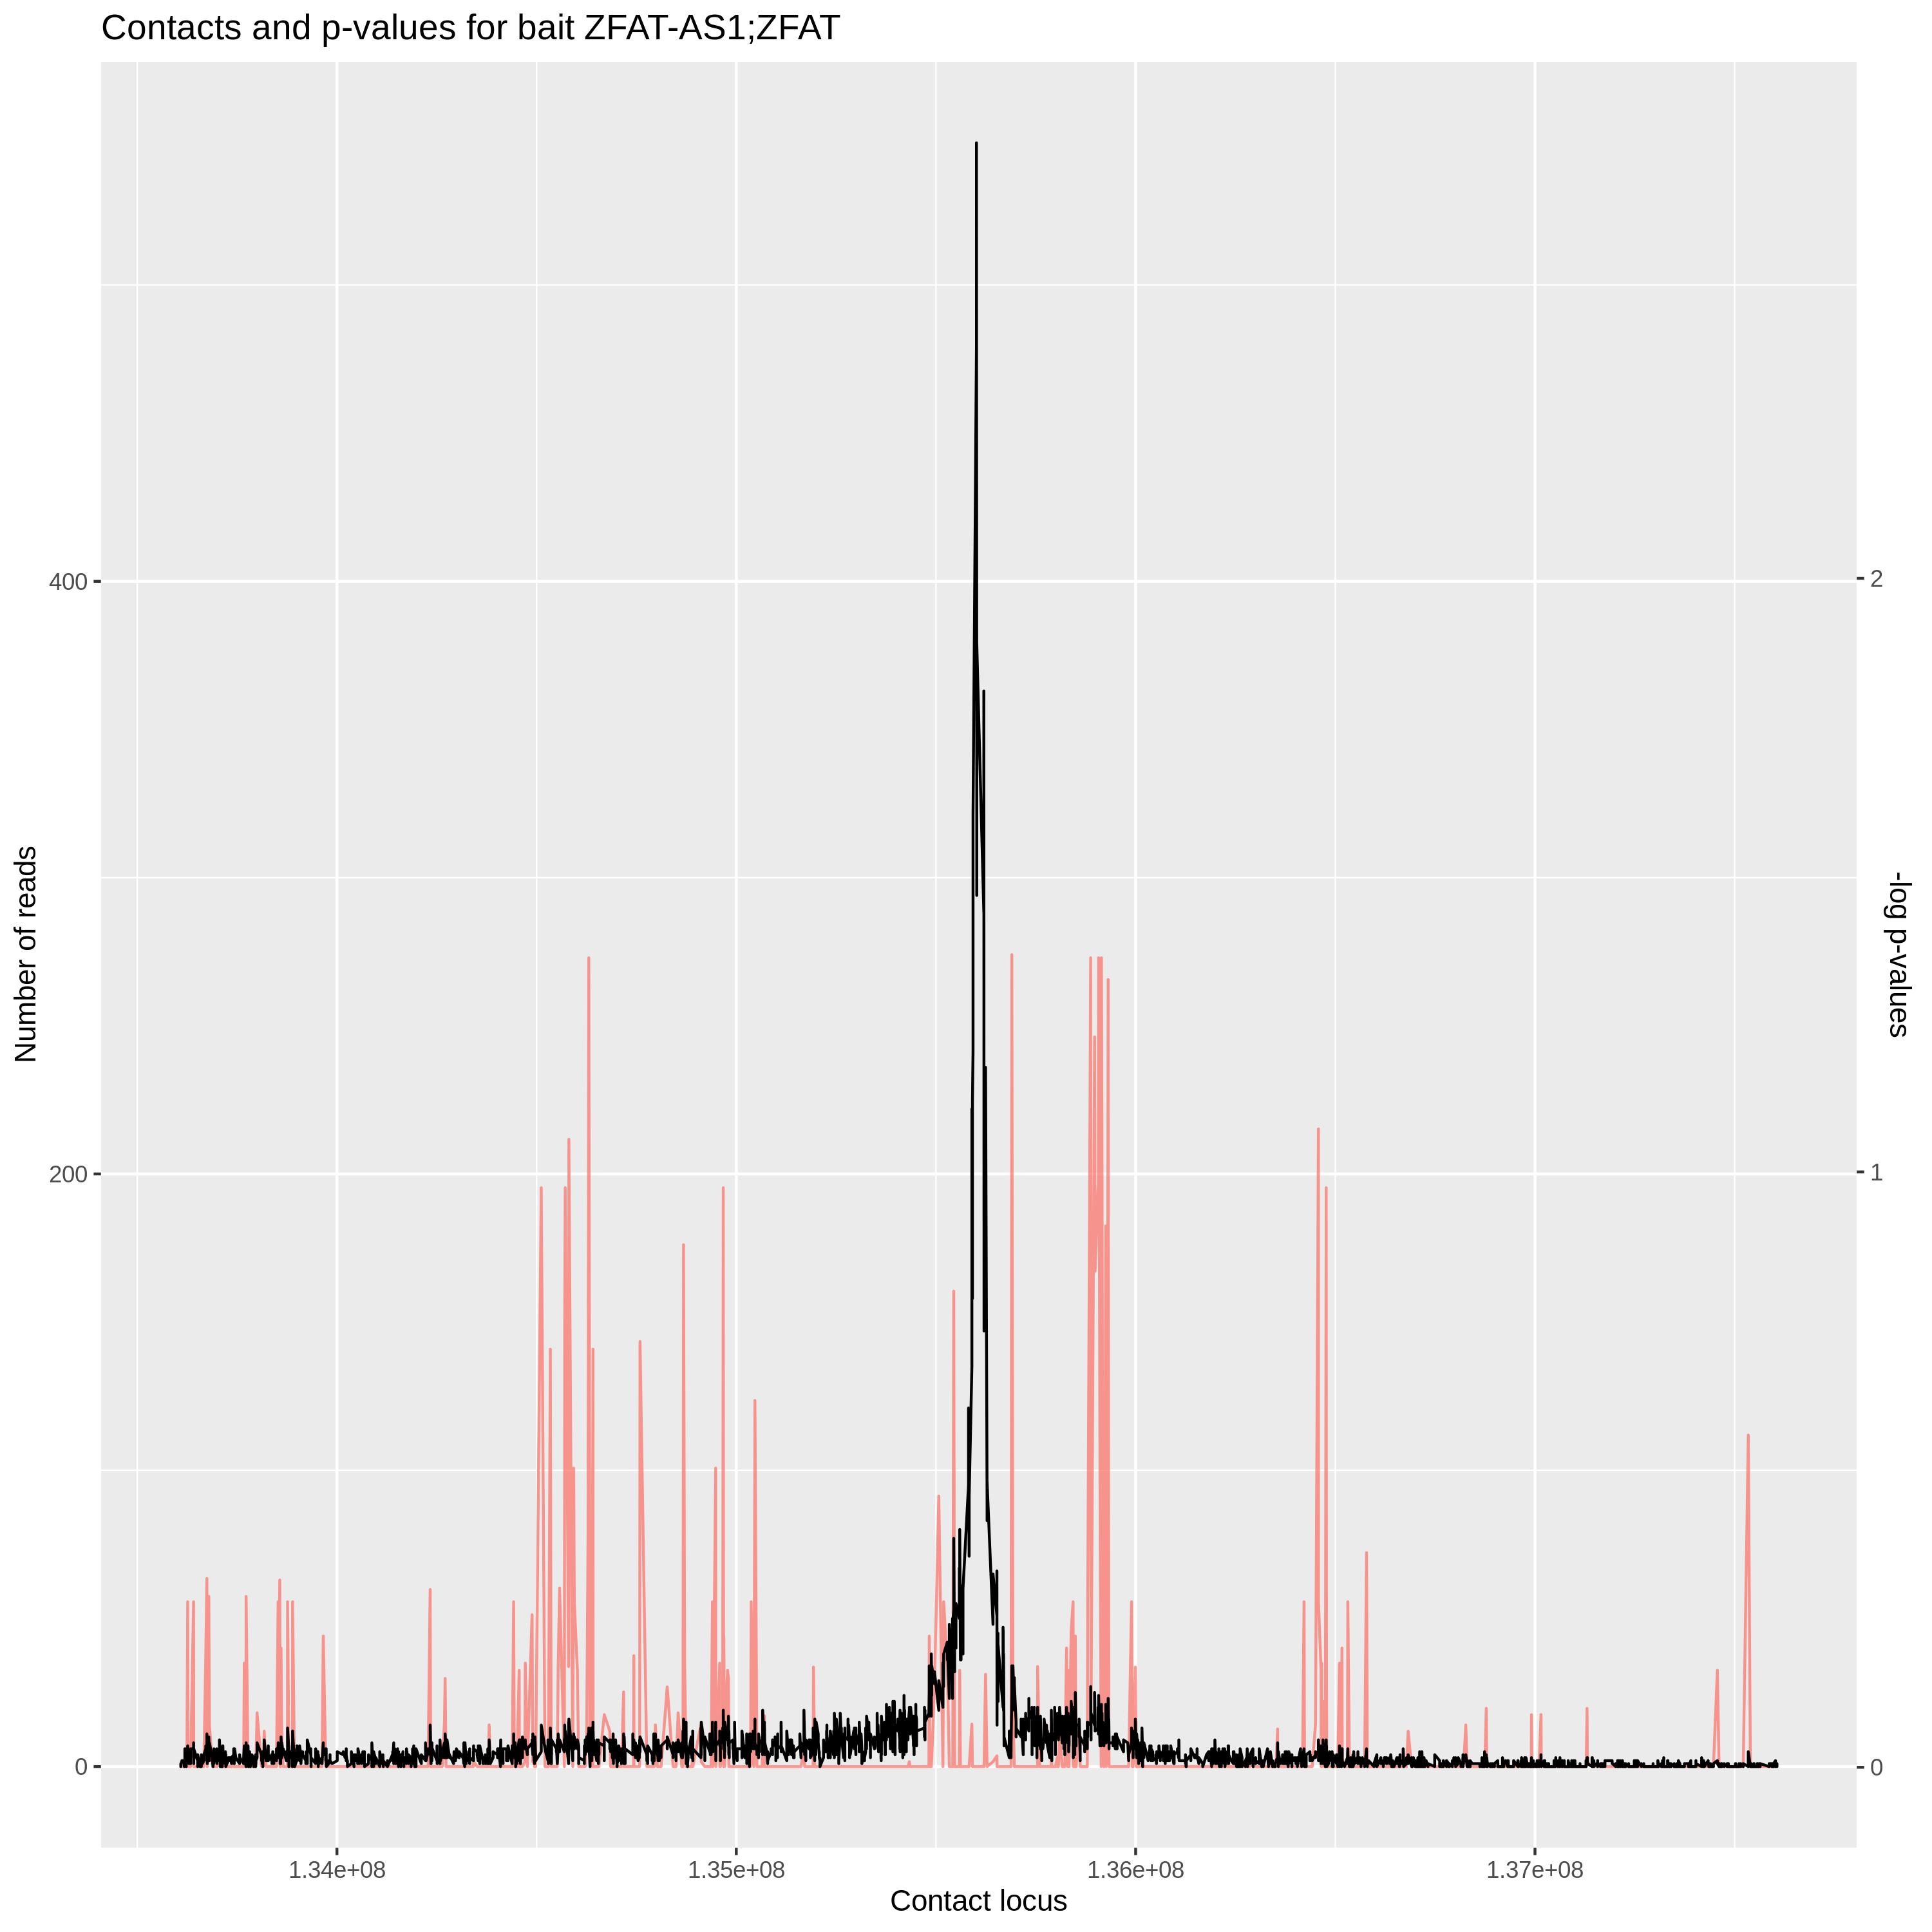 Contacts and p-values for bait ZFAT-AS1;ZFAT
Number of reads
400
200
0
2
1
0
-log p-values
1.34e+08 1.35e+08 1.36e+08 1.37e+08
Contact locus